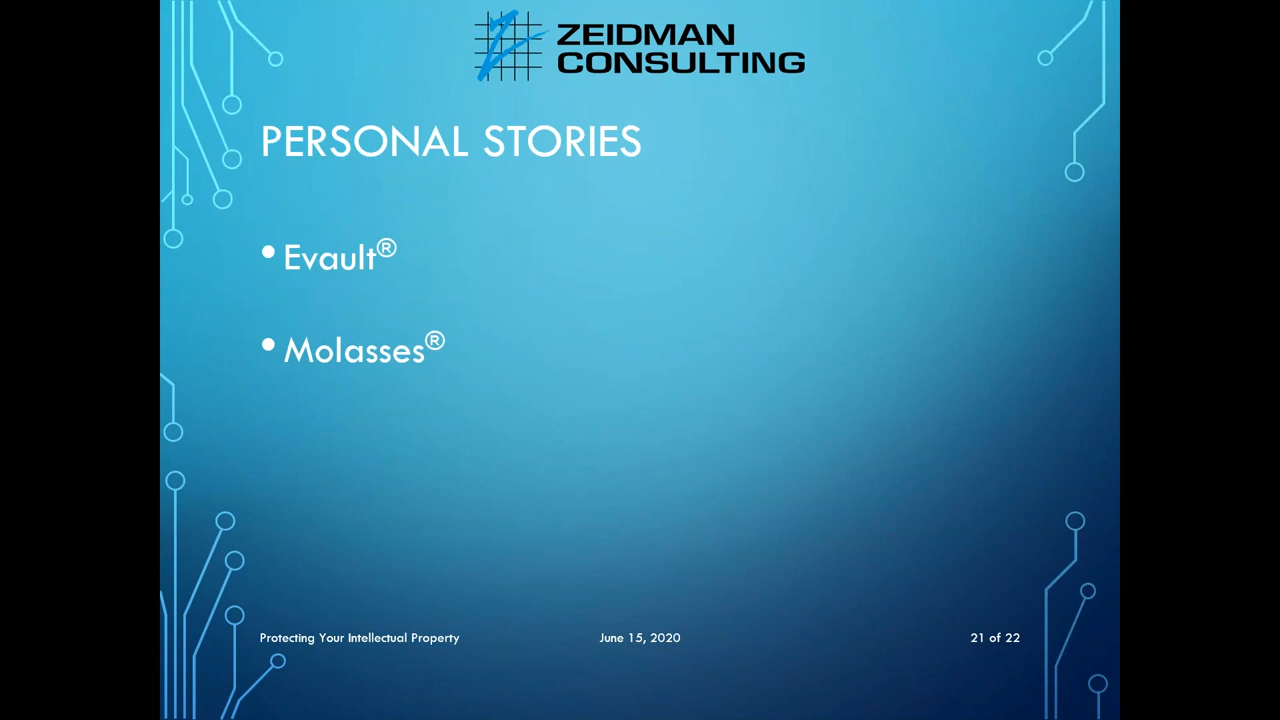 ZEIDMAN
CONSULTING
PERSONAL STORIES
• Evault®
• Molasses®
Protecting Your Intellectual Property June 15, 2020 21 of 22